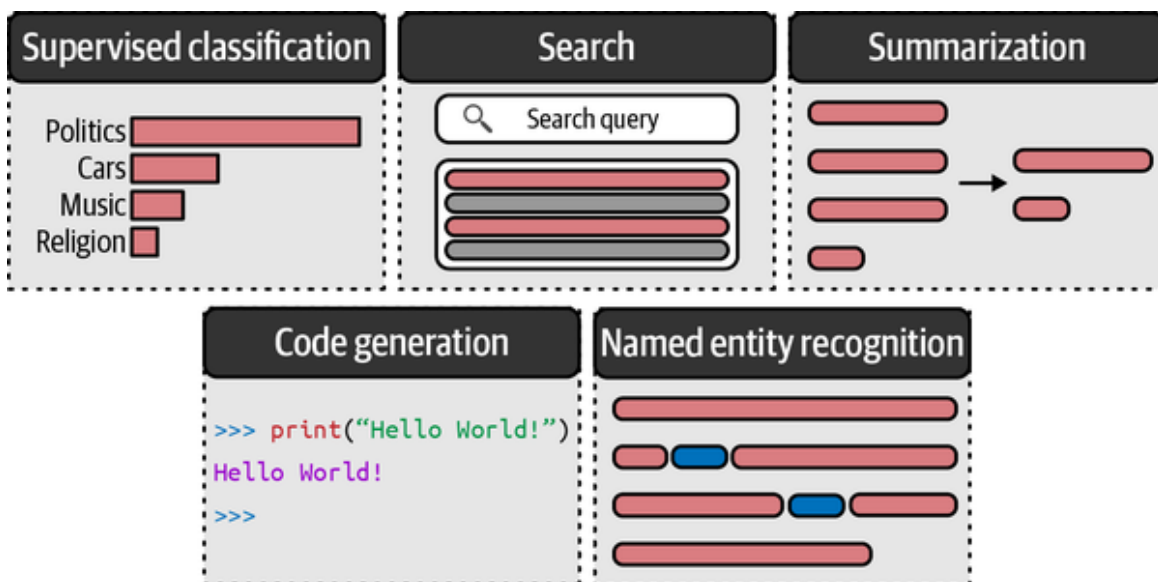 Supervised classification
Politics
Cars
Music
Religion
Search
Search query
Summarization
Code generation
>>> print(“Hello World!”)
Hello World!
>>>
Named entity recognition